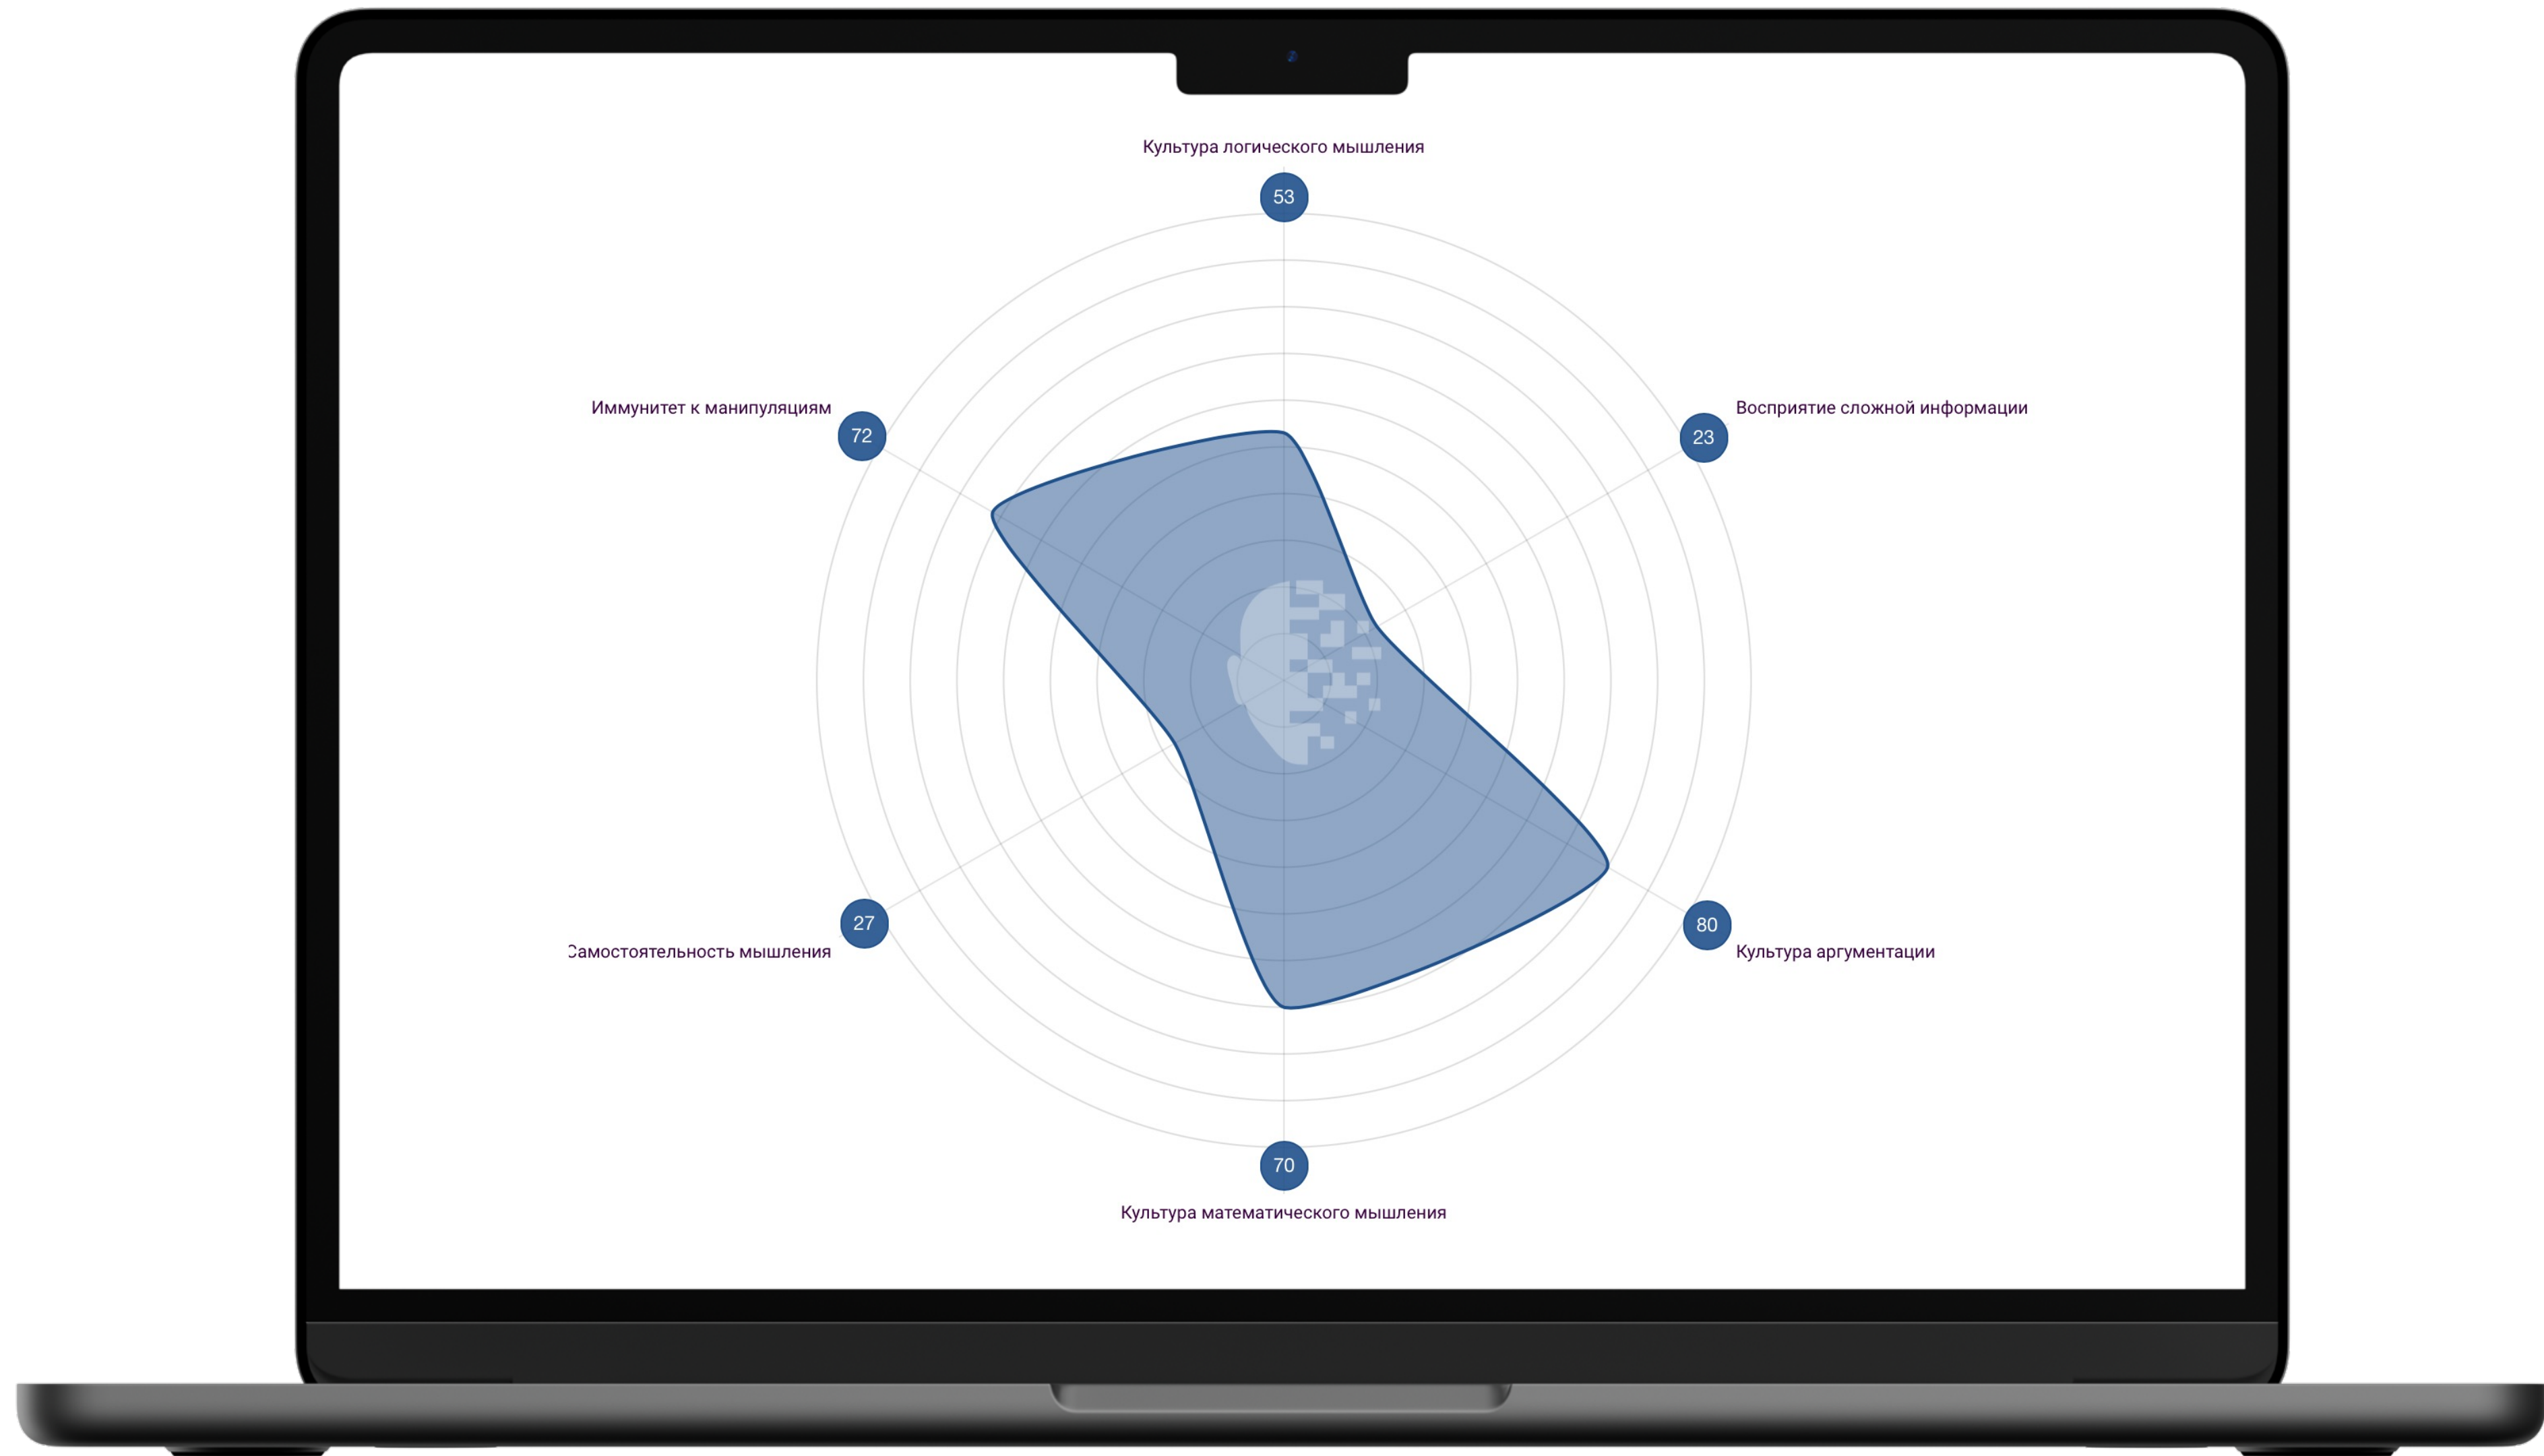 Культура логического мышления
53
Иммунитет к манипуляциям
72
Восприятие сложной информации
23
27
Самостоятельность мышления
80
Культура аргументации
70
Культура математического мышления